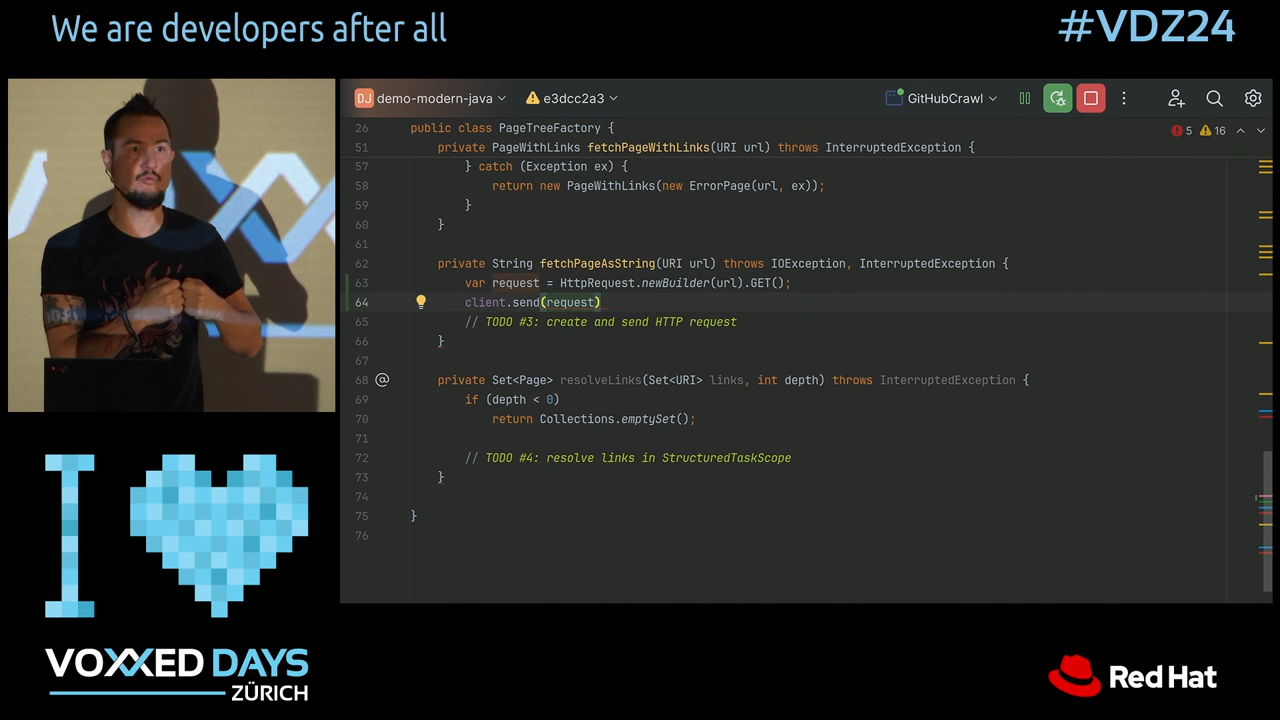 We are developers after all
#VDZ24
DJ demo-modern-java e3dcc2a3 GitHubCrawl
5 16
26 public class PageTreeFactory {
51 private PageWithLinks fetchPageWithLinks(URI url) throws InterruptedException {
57 } catch (Exception ex) {
58 return new PageWithLinks(new ErrorPage(url, ex));
59 }
60 }
61
62 private String fetchPageAsString(URI url) throws IOException, InterruptedException {
63 var request = HttpRequest.newBuilder(url).GET();
64 client.send(request)
65 // TODO #3: create and send HTTP request
66 }
67
68 @ private Set<Page> resolveLinks(Set<URI> links, int depth) throws InterruptedException {
69 if (depth < 0)
70 return Collections.emptySet();
71
72 // TODO #4: resolve links in StructuredTaskScope
73 }
74
75 }
76
I
VOXXED DAYS
ZÜRICH
Red Hat